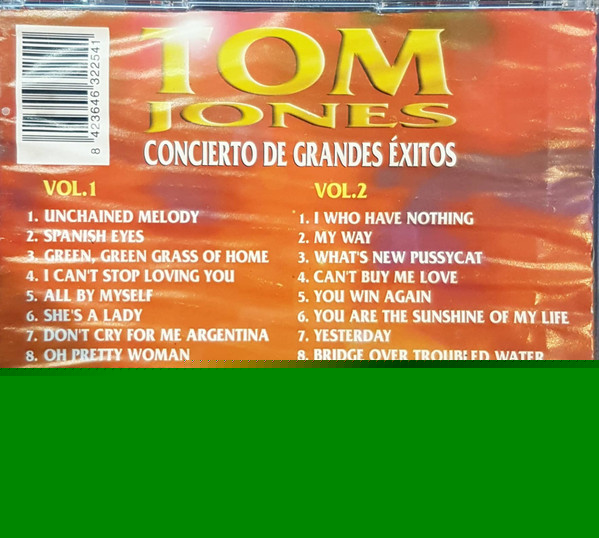 TOM
JONES
CONCIERTO DE GRANDES ÉXITOS
8 423646 322541
VOL.1
1. UNCHAINED MELODY
2. SPANISH EYES
3. GREEN, GREEN GRASS OF HOME
4. I CAN'T STOP LOVING YOU
5. ALL BY MYSELF
6. SHE'S A LADY
7. DON'T CRY FOR ME ARGENTINA
8. OH PRETTY WOMAN
VOL.2
1. I WHO HAVE NOTHING
2. MY WAY
3. WHAT'S NEW PUSSYCAT
4. CAN'T BUY ME LOVE
5. YOU WIN AGAIN
6. YOU ARE THE SUNSHINE OF MY LIFE
7. YESTERDAY
8. BRIDGE OVER TROUBLED WATER